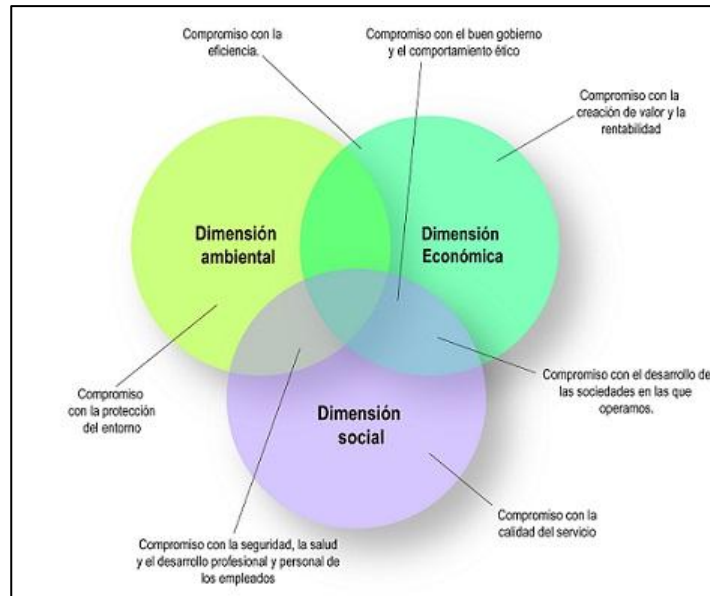 Compromiso con la
eficiencia.
Compromiso con el buen gobierno
y el comportamiento ético
Compromiso con la
creación de valor y la
rentabilidad
Dimensión
ambiental
Dimensión
Económica
Compromiso
con la protección
del entorno
Compromiso con el desarrollo de
las sociedades en las que
operamos.
Dimensión
social
Compromiso con la
calidad del servicio
Compromiso con la seguridad, la salud
y el desarrollo profesional y personal de
los empleados